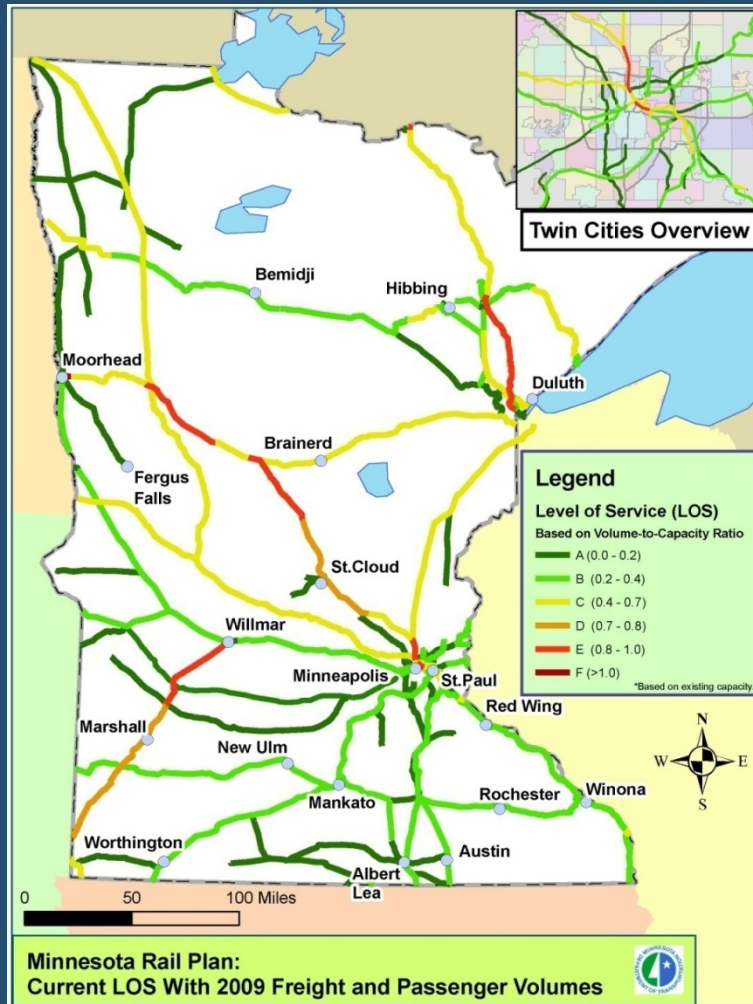 Twin Cities Overview
Bemidji
Hibbing
Moorhead
Duluth
Brainerd
Fergus
Falls
Legend
Level of Service (LOS)
Based on Volume-to-Capacity Ratio
A (0.0 - 0.2)
B (0.2 - 0.4)
C (0.4 - 0.7)
D (0.7 - 0.8)
E (0.8 - 1.0)
F (>1.0)
*Based on existing capacity
St.Cloud
Willmar
Minneapolis
St.Paul
Red Wing
Marshall
New Ulm
Mankato
Rochester
Winona
N
W
E
S
Worthington
Albert
Lea
Austin
0 50 100 Miles
Minnesota Rail Plan:
Current LOS With 2009 Freight and Passenger Volumes